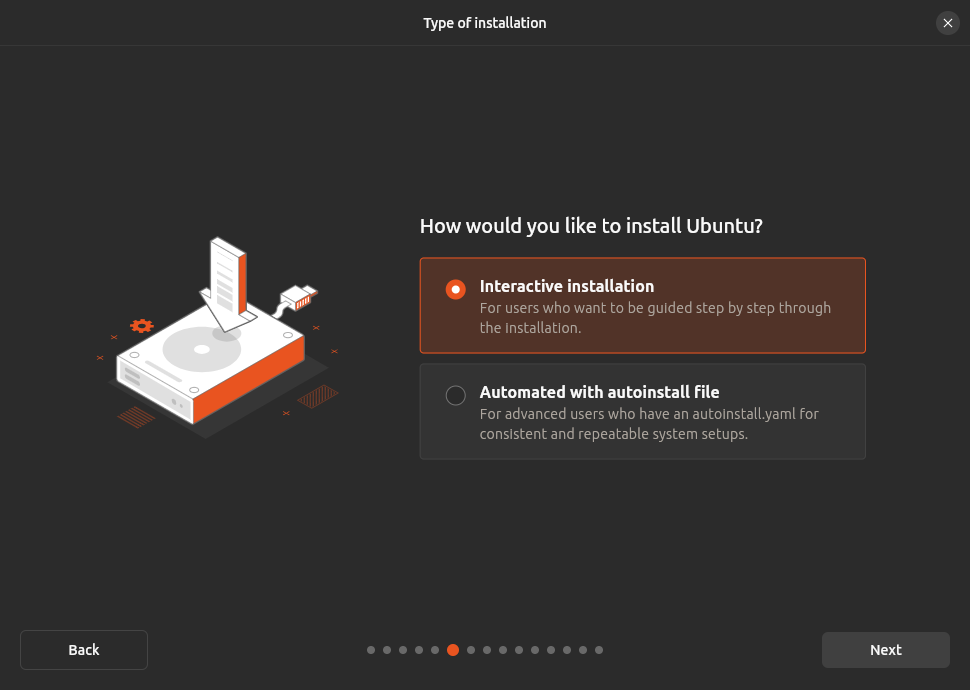 Type of installation
How would you like to install Ubuntu?
Interactive installation
For users who want to be guided step by step through
the installation.
Automated with autoinstall file
For advanced users who have an autoinstall.yaml for
consistent and repeatable system setups.
Back
Next